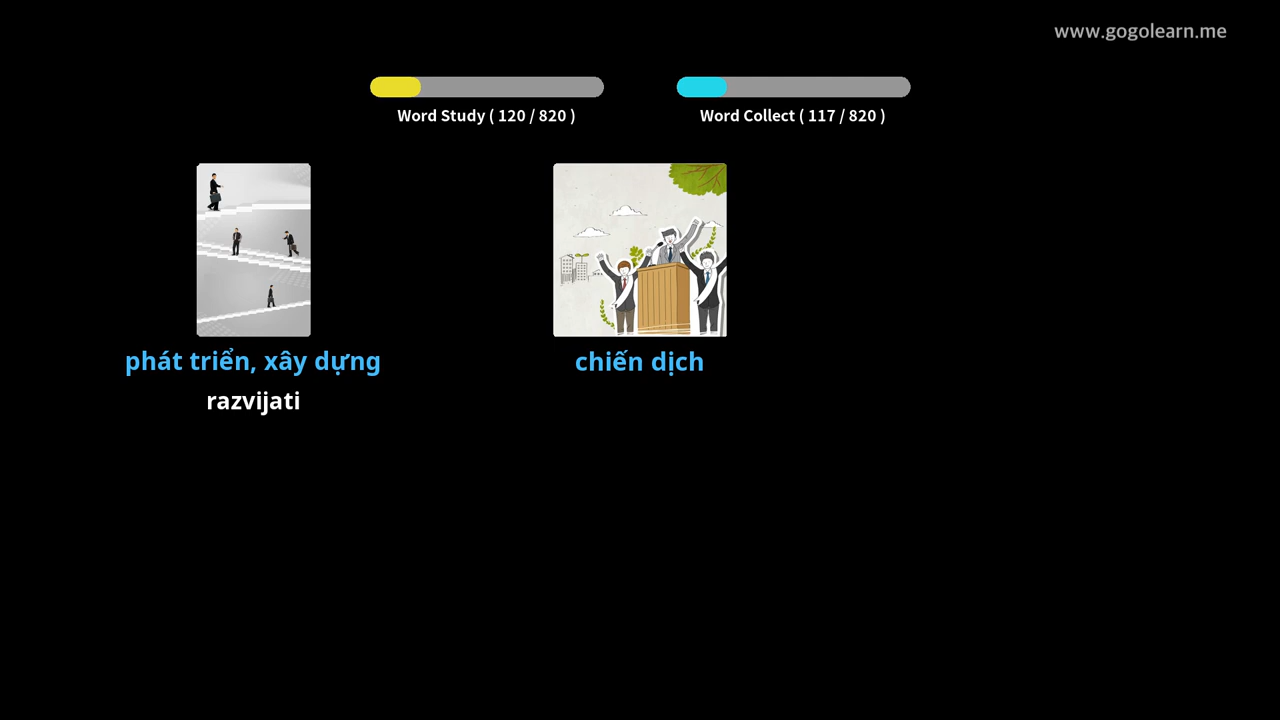 www.gogolearn.me
Word Study ( 120 / 820 )
Word Collect ( 117 / 820 )
phát triển, xây dựng
razvijati
chiến dịch